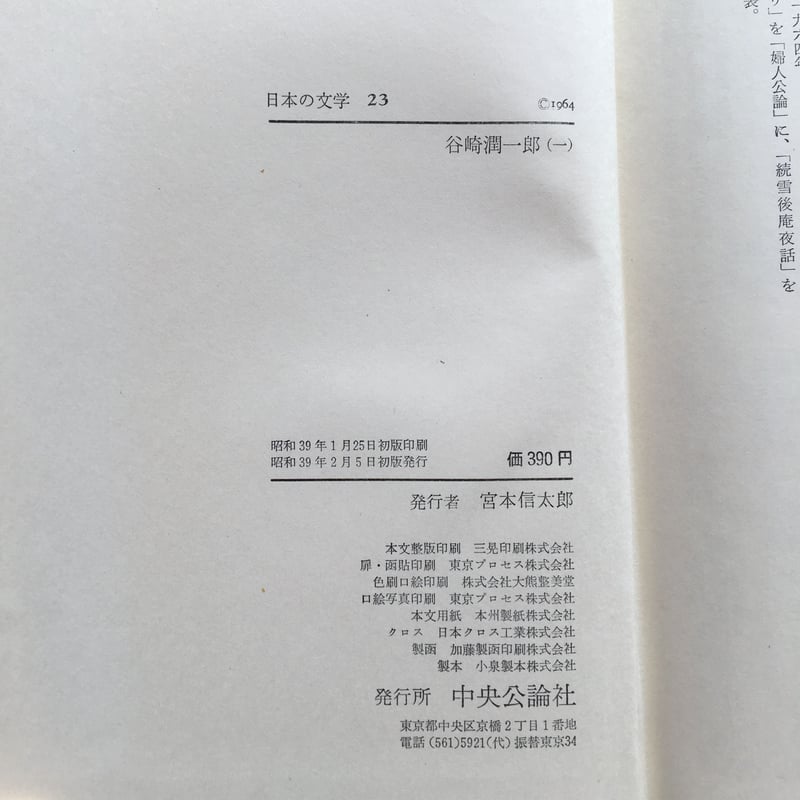 日本の文学 23 ©1964
谷崎潤一郎(一)
昭和39年1月25日初版印刷
昭和39年2月5日初版発行
価390円
発行者 宮本信太郎
本文整版印刷 三晃印刷株式会社
扉・函貼印刷 東京プロセス株式会社
色刷口絵印刷 株式会社大熊整美堂
口絵写真印刷 東京プロセス株式会社
本文用紙 本州製紙株式会社
クロス 日本クロス工業株式会社
製函 加藤製函印刷株式会社
製本 小泉製本株式会社
発行所 中央公論社
東京都中央区京橋2丁目1番地
電話(561)5921(代) 振替東京34
一九六四年
り」を「婦人公論」に、「続雪後庵夜話」を
表。